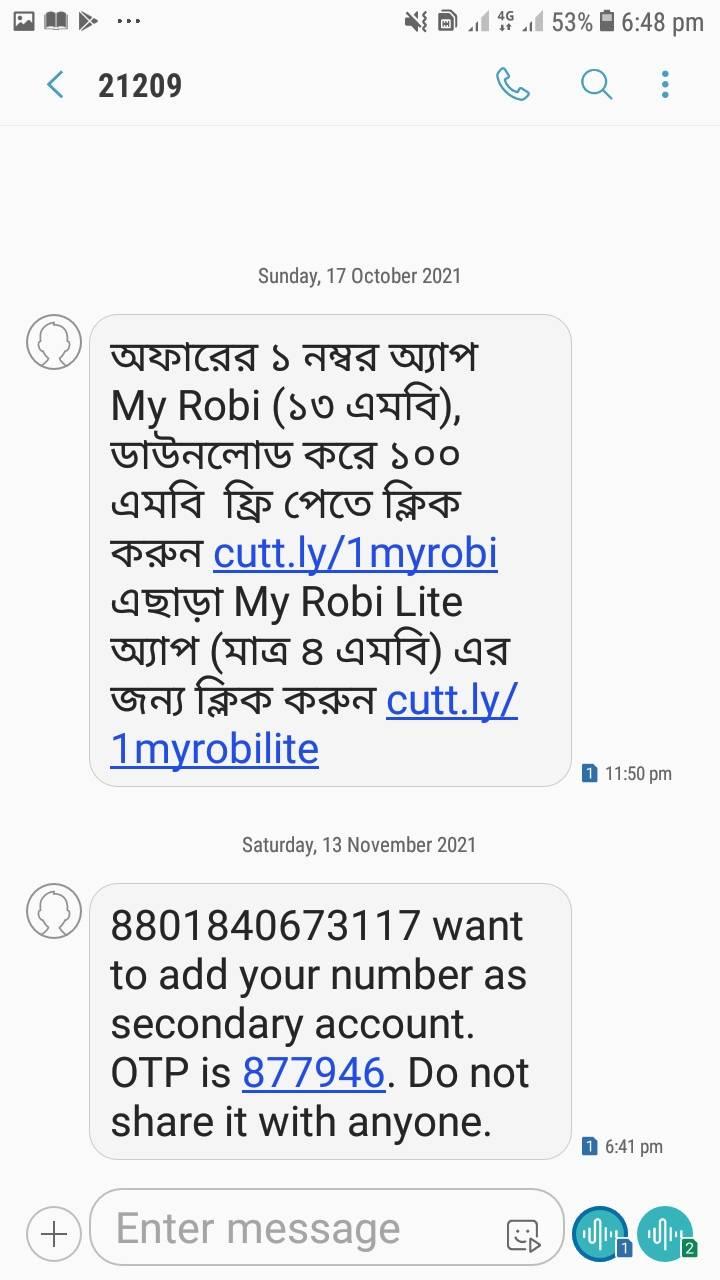 53% 6:48 pm
4G
21209
Sunday, 17 October 2021
অফারের ১ নম্বর অ্যাপ
My Robi (১৩ এমবি),
ডাউনলোড করে ১০০
এমবি ফ্রি পেতে ক্লিক
করুন cutt.ly/1myrobi
এছাড়া My Robi Lite
অ্যাপ (মাত্র ৪ এমবি) এর
জন্য ক্লিক করুন cutt.ly/
1myrobilite
1 11:50 pm
Saturday, 13 November 2021
8801840673117 want
to add your number as
secondary account.
OTP is 877946. Do not
share it with anyone.
1 6:41 pm
Enter message
1
2